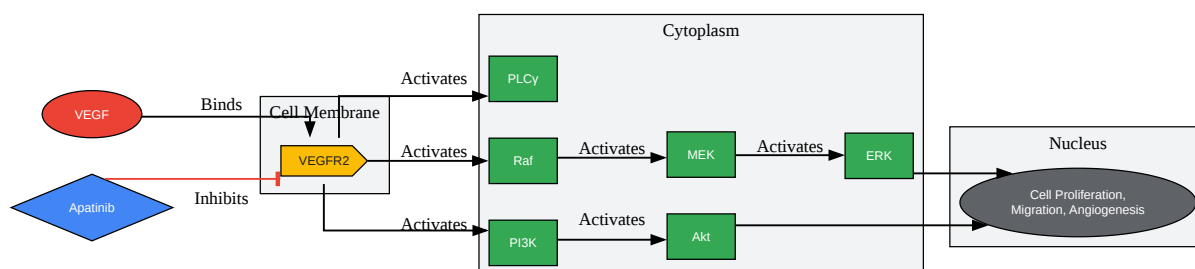 Cytoplasm
PLCγ
Activates
VEGF
Binds
Cell Membrane
VEGFR2
Activates
Raf
Activates
MEK
Activates
ERK
Nucleus
Cell Proliferation,
Migration, Angiogenesis
Apatinib
Inhibits
Activates
PI3K
Activates
Akt